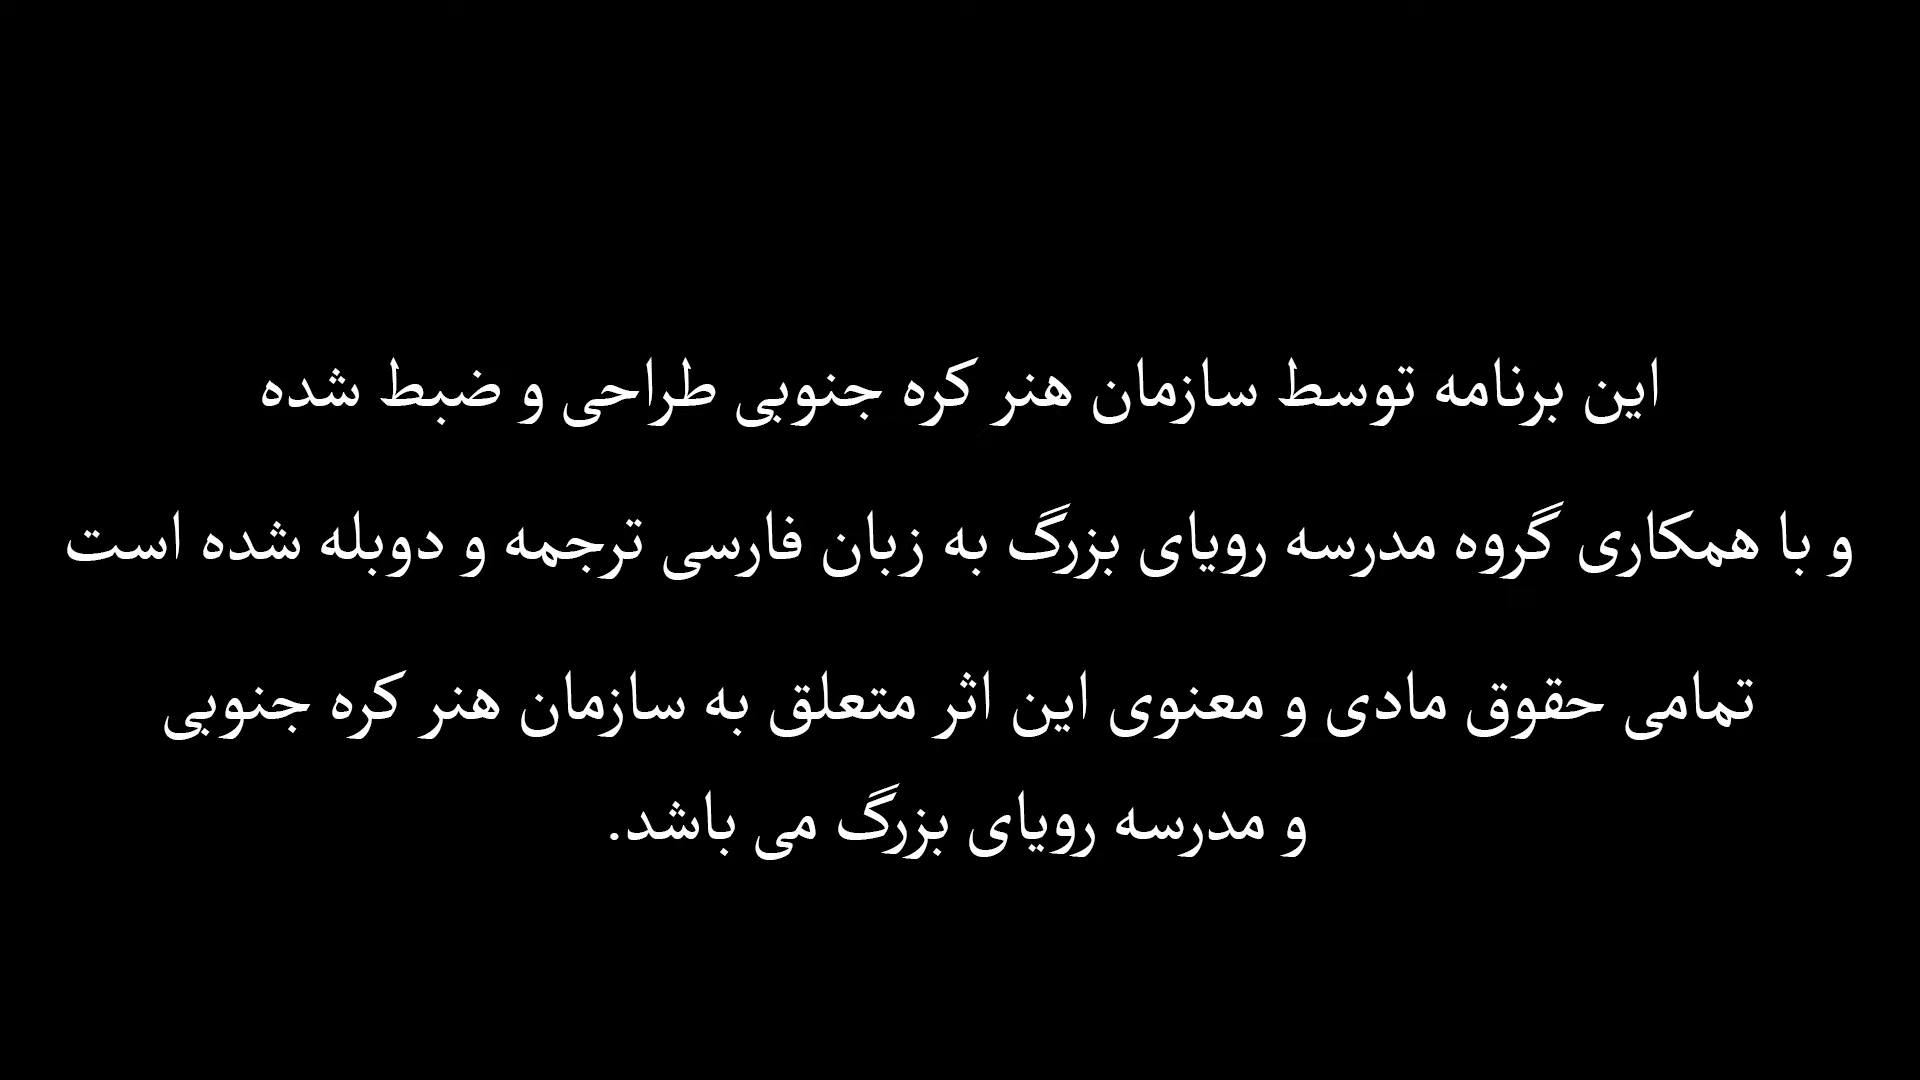 این برنامه توسط سازمان هنر کره جنوبی طراحی و ضبط شده
و با همکاری گروه مدرسه رویای بزرگ به زبان فارسی ترجمه و دوبله شده است
تمامی حقوق مادی و معنوی این اثر متعلق به سازمان هنر کره جنوبی
و مدرسه رویای بزرگ می باشد.